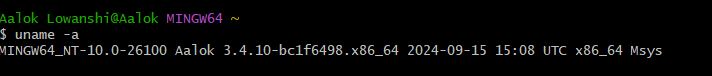 Aalok Lowanshi@Aalok MINGW64 ~
$ uname -a
MINGW64_NT-10.0-26100 Aalok 3.4.10-bc1f6498.x86_64 2024-09-15 15:08 UTC x86_64 Msys